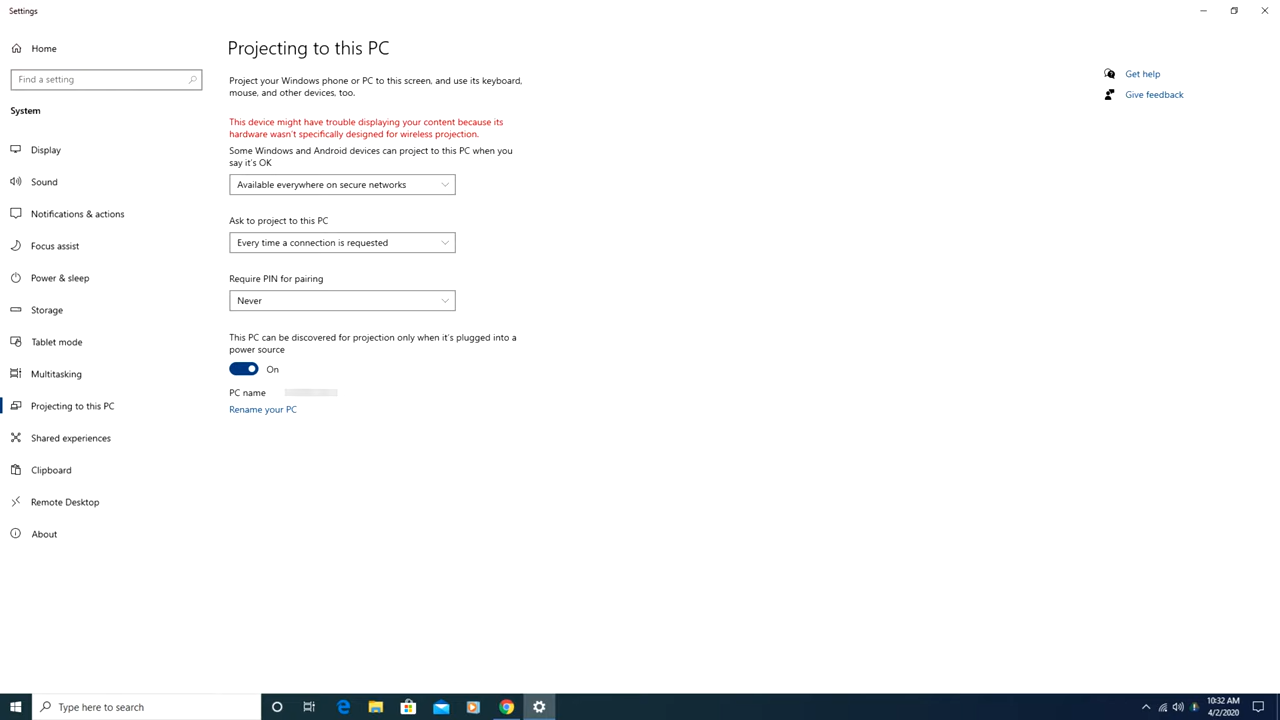 Settings
Home
Find a setting
System
Display
Sound
Notifications & actions
Focus assist
Power & sleep
Storage
Tablet mode
Multitasking
Projecting to this PC
Shared experiences
Clipboard
Remote Desktop
About
Projecting to this PC
Project your Windows phone or PC to this screen, and use its keyboard,
mouse, and other devices, too.
This device might have trouble displaying your content because its
hardware wasn't specifically designed for wireless projection.
Some Windows and Android devices can project to this PC when you
say it's OK
Available everywhere on secure networks
Ask to project to this PC
Every time a connection is requested
Require PIN for pairing
Never
This PC can be discovered for projection only when it's plugged into a
power source
On
PC name
Rename your PC
Get help
Give feedback
Type here to search
10:32 AM
4/2/2020